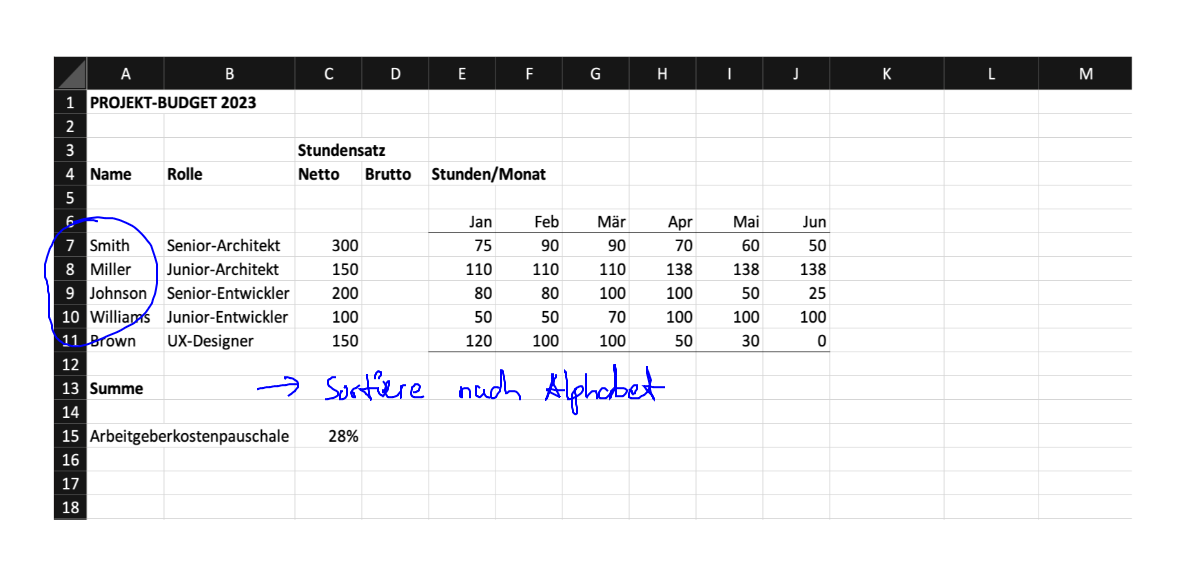 A B C D E F G H I J K L M
1 PROJEKT-BUDGET 2023
2
3 Stundensatz
4 Name Rolle Netto Brutto Stunden/Monat
5
6 Jan Feb Mär Apr Mai Jun
7 Smith Senior-Architekt 300 75 90 90 70 60 50
8 Miller Junior-Architekt 150 110 110 110 138 138 138
9 Johnson Senior-Entwickler 200 80 80 100 100 50 25
10 Williams Junior-Entwickler 100 50 50 70 100 100 100
11 Brown UX-Designer 150 120 100 100 50 30 0
12
13 Summe → Sortiere nach Alphabet
14
15 Arbeitgeberkostenpauschale 28%
16
17
18